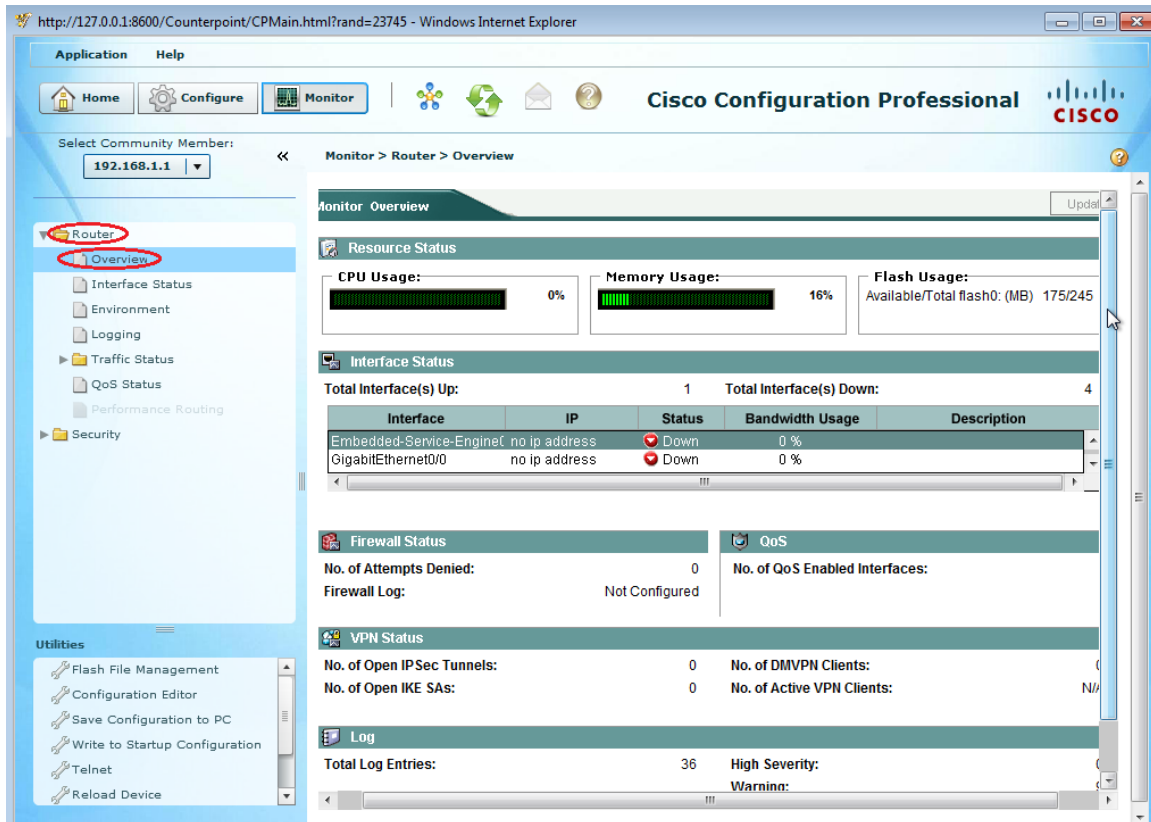 http://127.0.0.1:8600/Counterpoint/CPMain.html?rand=23745 - Windows Internet Explorer
Application Help
Home Configure Monitor Cisco Configuration Professional CISCO
Select Community Member:
192.168.1.1
Monitor > Router > Overview
Router
Overview
Interface Status
Environment
Logging
Traffic Status
QoS Status
Performance Routing
Security
Utilities
Flash File Management
Configuration Editor
Save Configuration to PC
Write to Startup Configuration
Telnet
Reload Device
Monitor Overview
Updat
Resource Status
CPU Usage: 0%
Memory Usage: 16%
Flash Usage:
Available/Total flash0: (MB) 175/245
Interface Status
Total Interface(s) Up: 1 Total Interface(s) Down: 4
Interface IP Status Bandwidth Usage Description
Embedded-Service-Engine no ip address Down 0 %
GigabitEthernet0/0 no ip address Down 0 %
Firewall Status
No. of Attempts Denied: 0
Firewall Log: Not Configured
QoS
No. of QoS Enabled Interfaces:
VPN Status
No. of Open IPSec Tunnels: 0 No. of DMVPN Clients:
No. of Open IKE SAs: 0 No. of Active VPN Clients: N/
Log
Total Log Entries: 36 High Severity:
Warning: